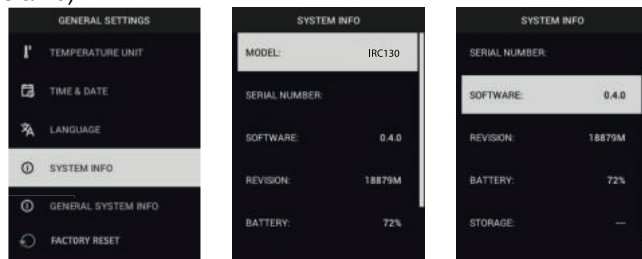 GENERAL SETTINGS
TEMPERATURE UNIT
TIME & DATE
LANGUAGE
SYSTEM INFO
GENERAL SYSTEM INFO
FACTORY RESET
SYSTEM INFO
MODEL: IRC130
SERIAL NUMBER:
SOFTWARE: 0.4.0
REVISION: 18879M
BATTERY: 72%
SYSTEM INFO
SERIAL NUMBER:
SOFTWARE: 0.4.0
REVISION: 18879M
BATTERY: 72%
STORAGE: ---